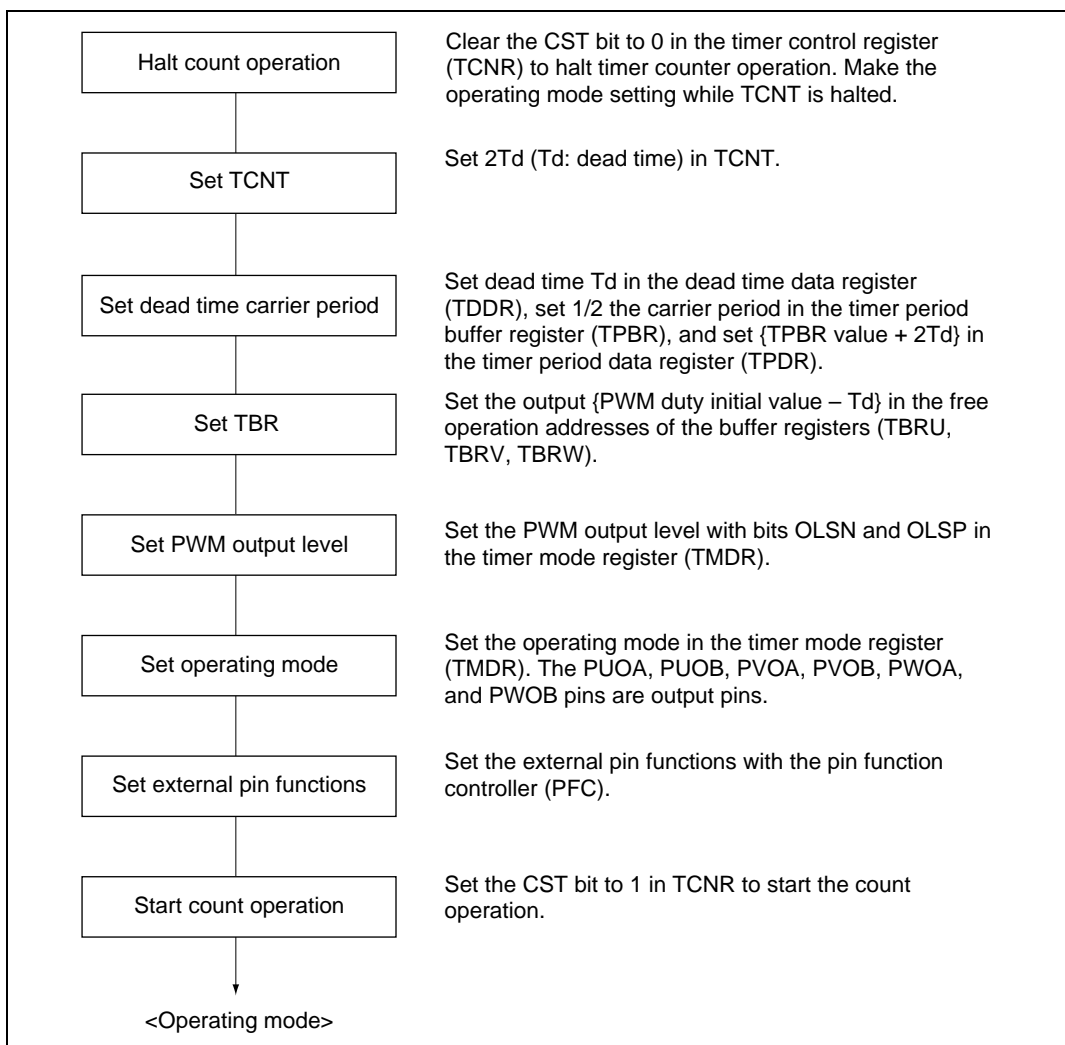 Halt count operation
Clear the CST bit to 0 in the timer control register
(TCNR) to halt timer counter operation. Make the
operating mode setting while TCNT is halted.
Set TCNT
Set 2Td (Td: dead time) in TCNT.
Set dead time carrier period
Set dead time Td in the dead time data register
(TDDR), set 1/2 the carrier period in the timer period
buffer register (TPBR), and set {TPBR value + 2Td} in
the timer period data register (TPDR).
Set TBR
Set the output {PWM duty initial value – Td} in the free
operation addresses of the buffer registers (TBRU,
TBRV, TBRW).
Set PWM output level
Set the PWM output level with bits OLSN and OLSP in
the timer mode register (TMDR).
Set operating mode
Set the operating mode in the timer mode register
(TMDR). The PUOA, PUOB, PVOA, PVOB, PWOA,
and PWOB pins are output pins.
Set external pin functions
Set the external pin functions with the pin function
controller (PFC).
Start count operation
Set the CST bit to 1 in TCNR to start the count
operation.
<Operating mode>